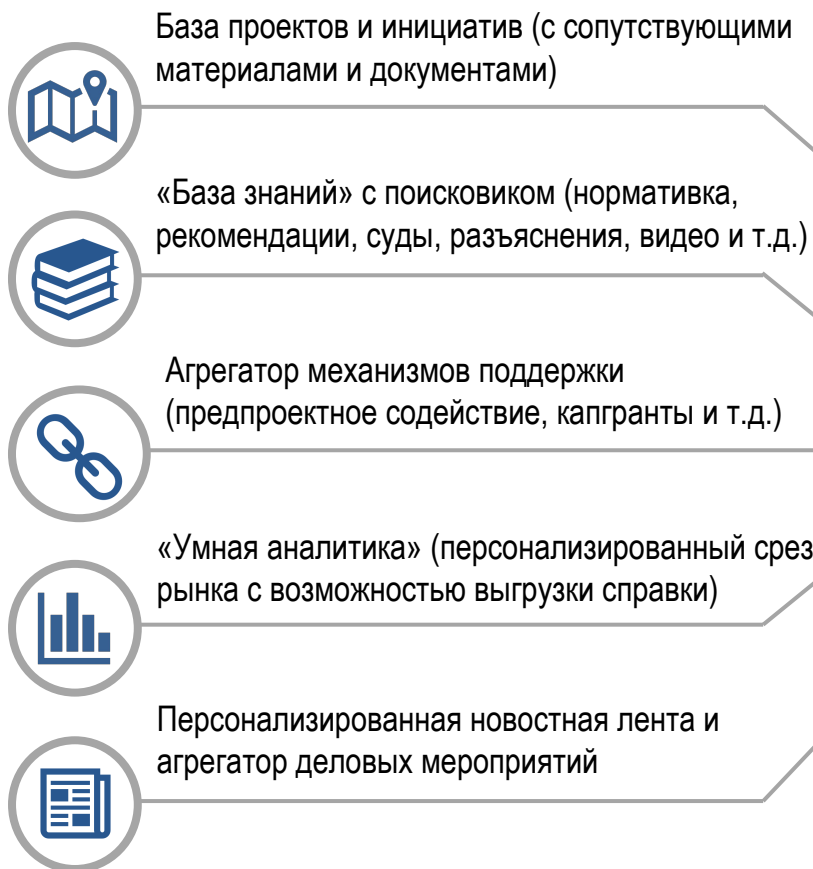 База проектов и инициатив (с сопутствующими
материалами и документами)
«База знаний» с поисковиком (нормативка,
рекомендации, суды, разъяснения, видео и т.д.)
Агрегатор механизмов поддержки
(предпроектное содействие, капгранты и т.д.)
«Умная аналитика» (персонализированный срез
рынка с возможностью выгрузки справки)
Персонализированная новостная лента и
агрегатор деловых мероприятий